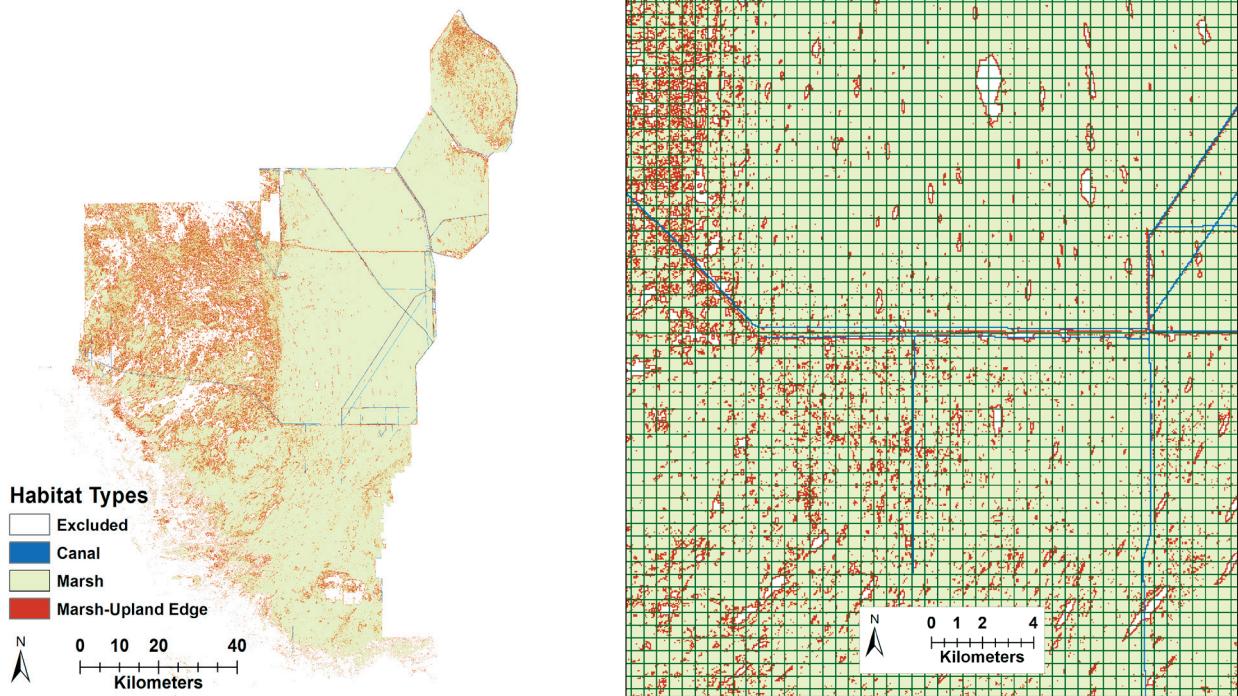 Habitat Types
Excluded
Canal
Marsh
Marsh-Upland Edge
N
0 10 20 40
Kilometers
N
0 1 2 4
Kilometers